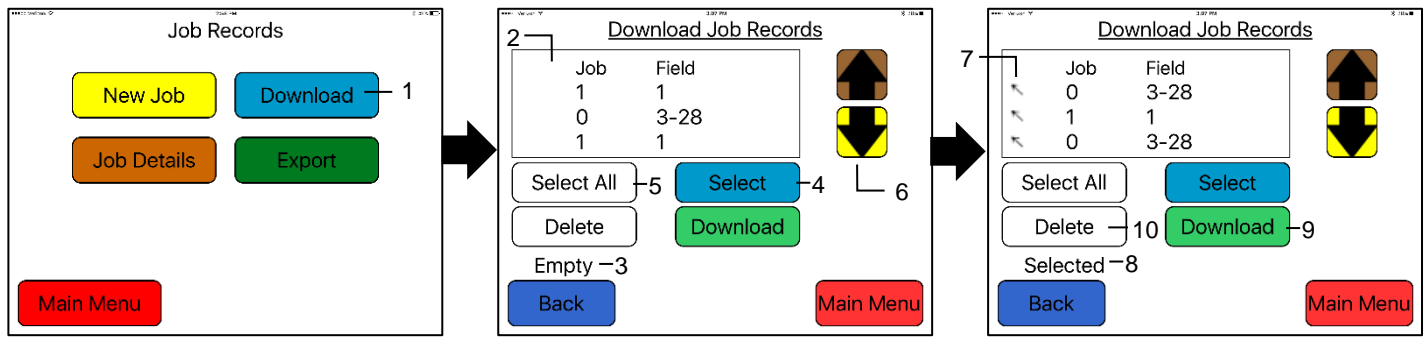 Job Records
New Job
Download
1
Job Details
Export
Main Menu
Download Job Records
2
Job Field
1 1
0 3-28
1 1
6
Select All
5
Select
4
Delete
Download
Empty
3
Back
Main Menu
Download Job Records
7
Job Field
0 3-28
1 1
0 3-28
Select All
Select
Delete
10
Download
9
Selected
8
Back
Main Menu